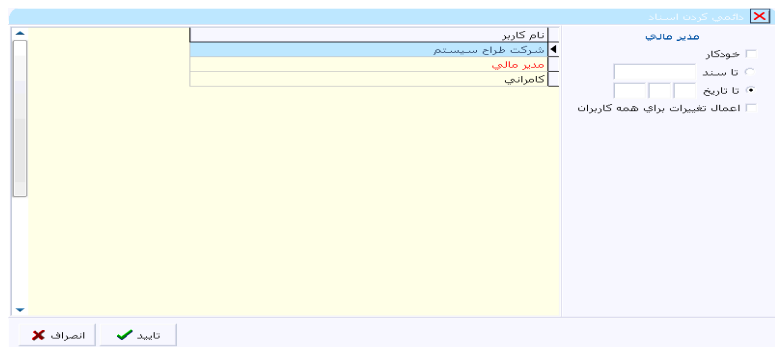 دائمي كردن اسناد
مدير مالي
خودكار
تا سند
تا تاريخ
اعمال تغييرات براي همه كاربران
نام كاربر
شركت طراح سيستم
مدير مالي
كامراني
تاييد
انصراف